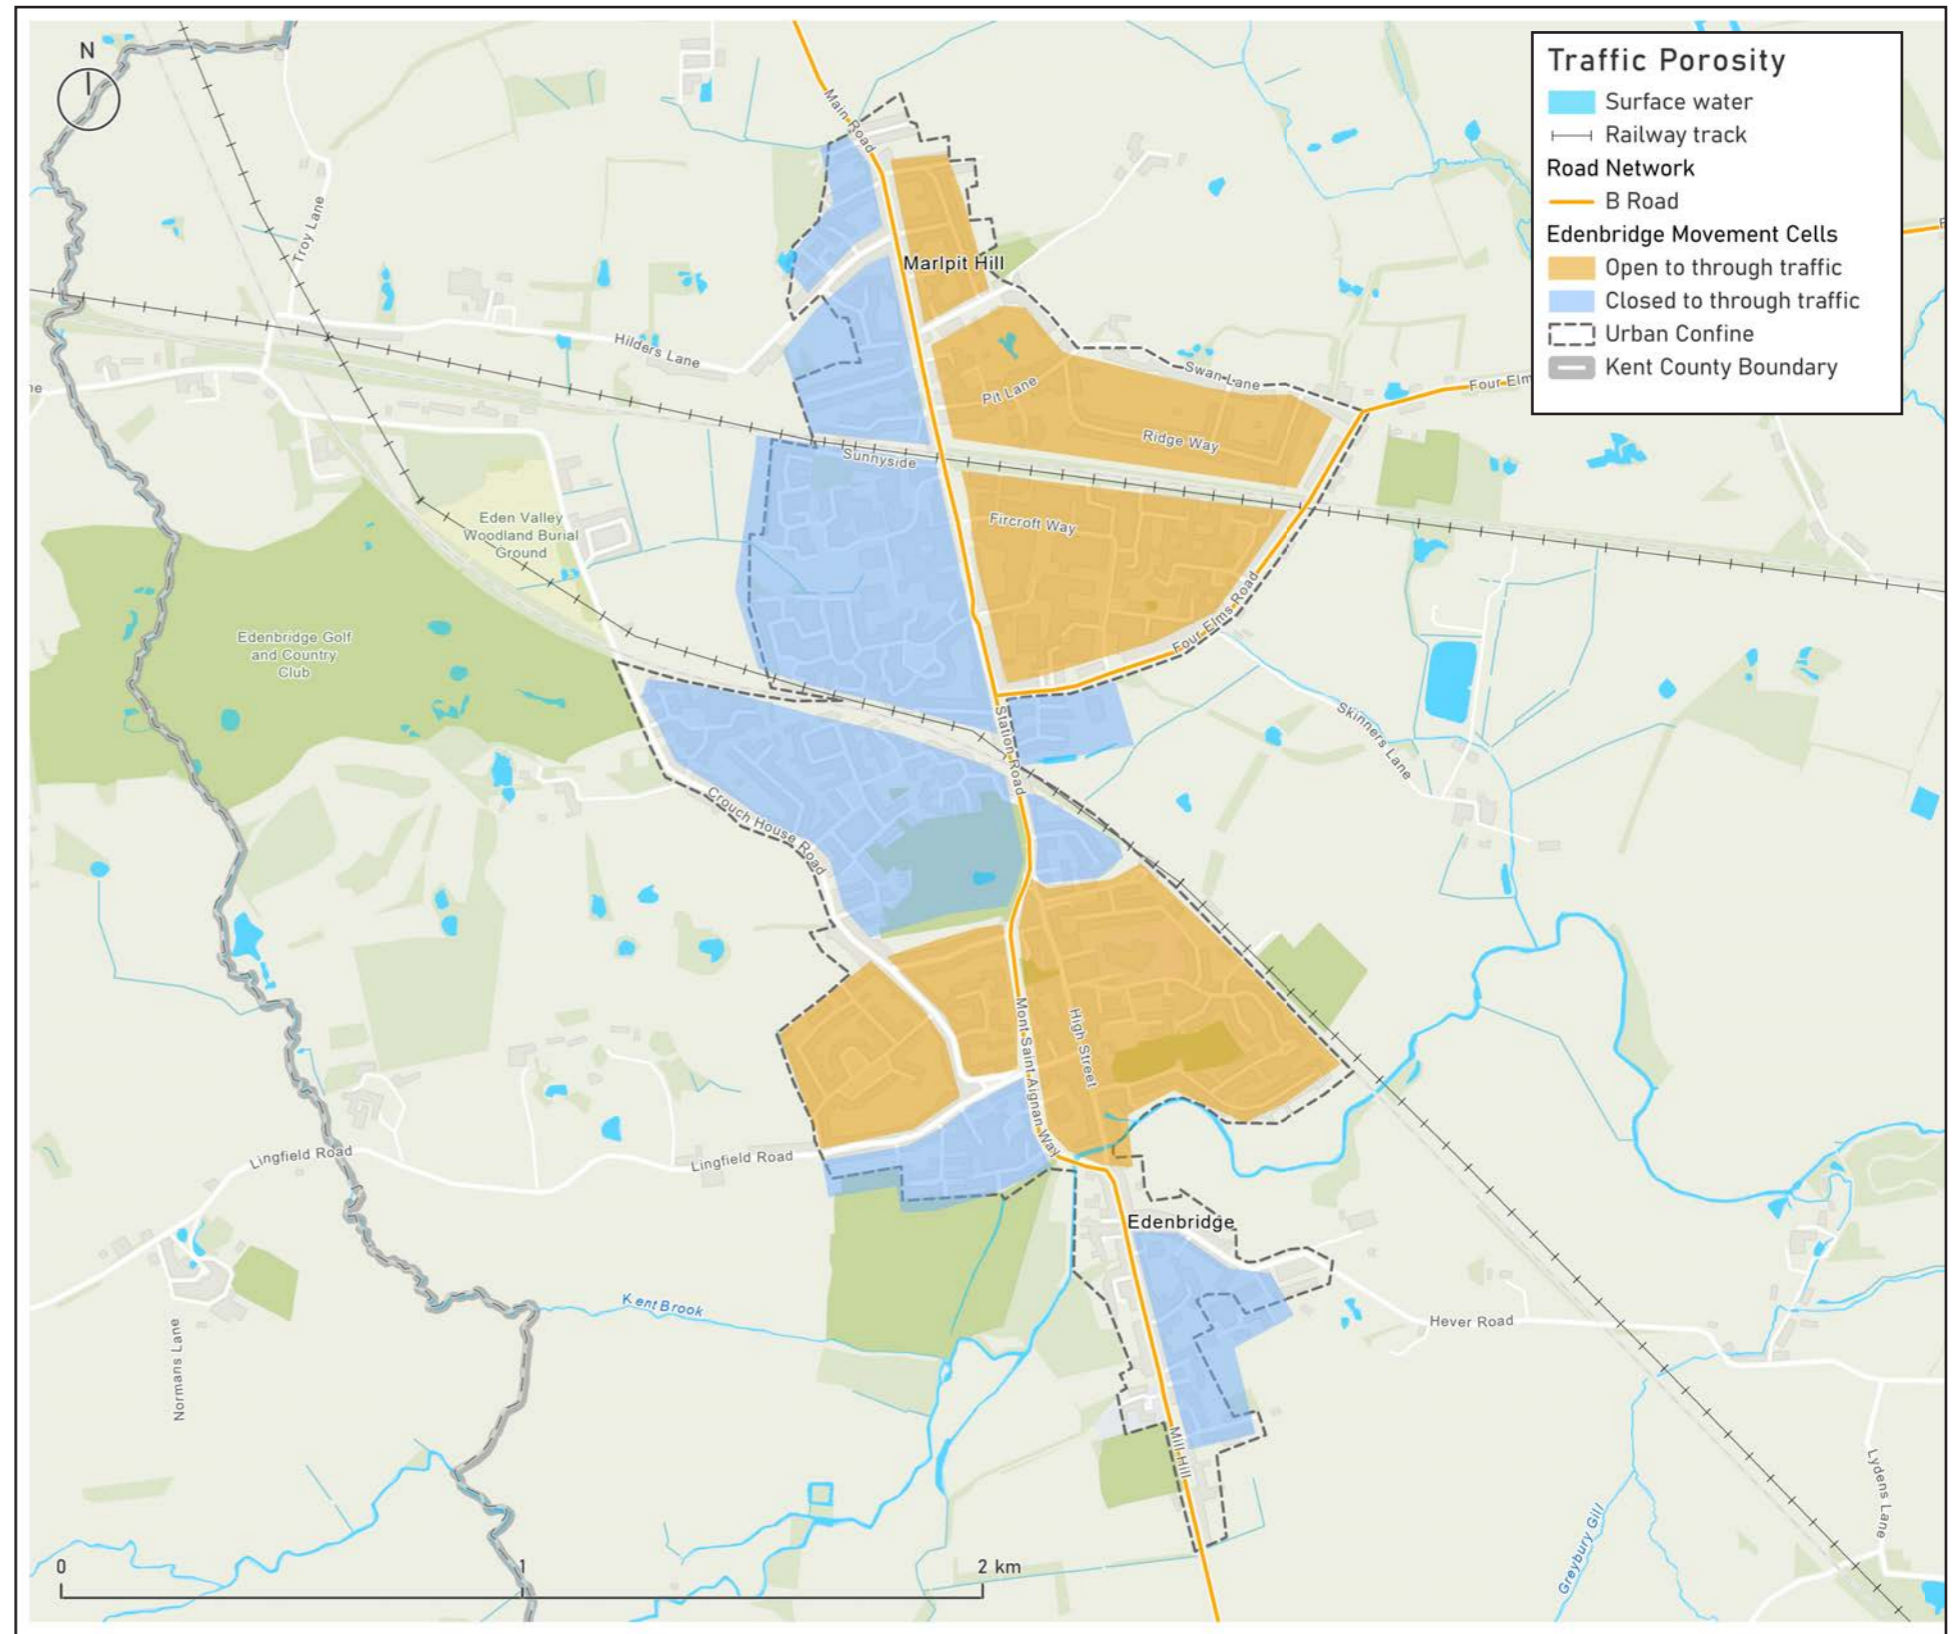 N
Traffic Porosity
Surface water
Railway track
Road Network
B Road
Edenbridge Movement Cells
Open to through traffic
Closed to through traffic
Urban Confine
Kent County Boundary
Main Road
Troy Lane
Marlpit Hill
Hilders Lane
Swan Lane
Four Elm
Pit Lane
Ridge Way
Sunnyside
Fircroft Way
Eden Valley
Woodland Burial
Ground
Four Elms Road
Edenbridge Golf
and Country
Club
Station Road
Skinners Lane
Crouch House Road
Mont Saint Aignan Way
High Street
Lingfield Road
Lingfield Road
Edenbridge
Kent Brook
Hever Road
Normans Lane
Mill Hill
Lydens Lane
Greybury Gill
0
1
2 km